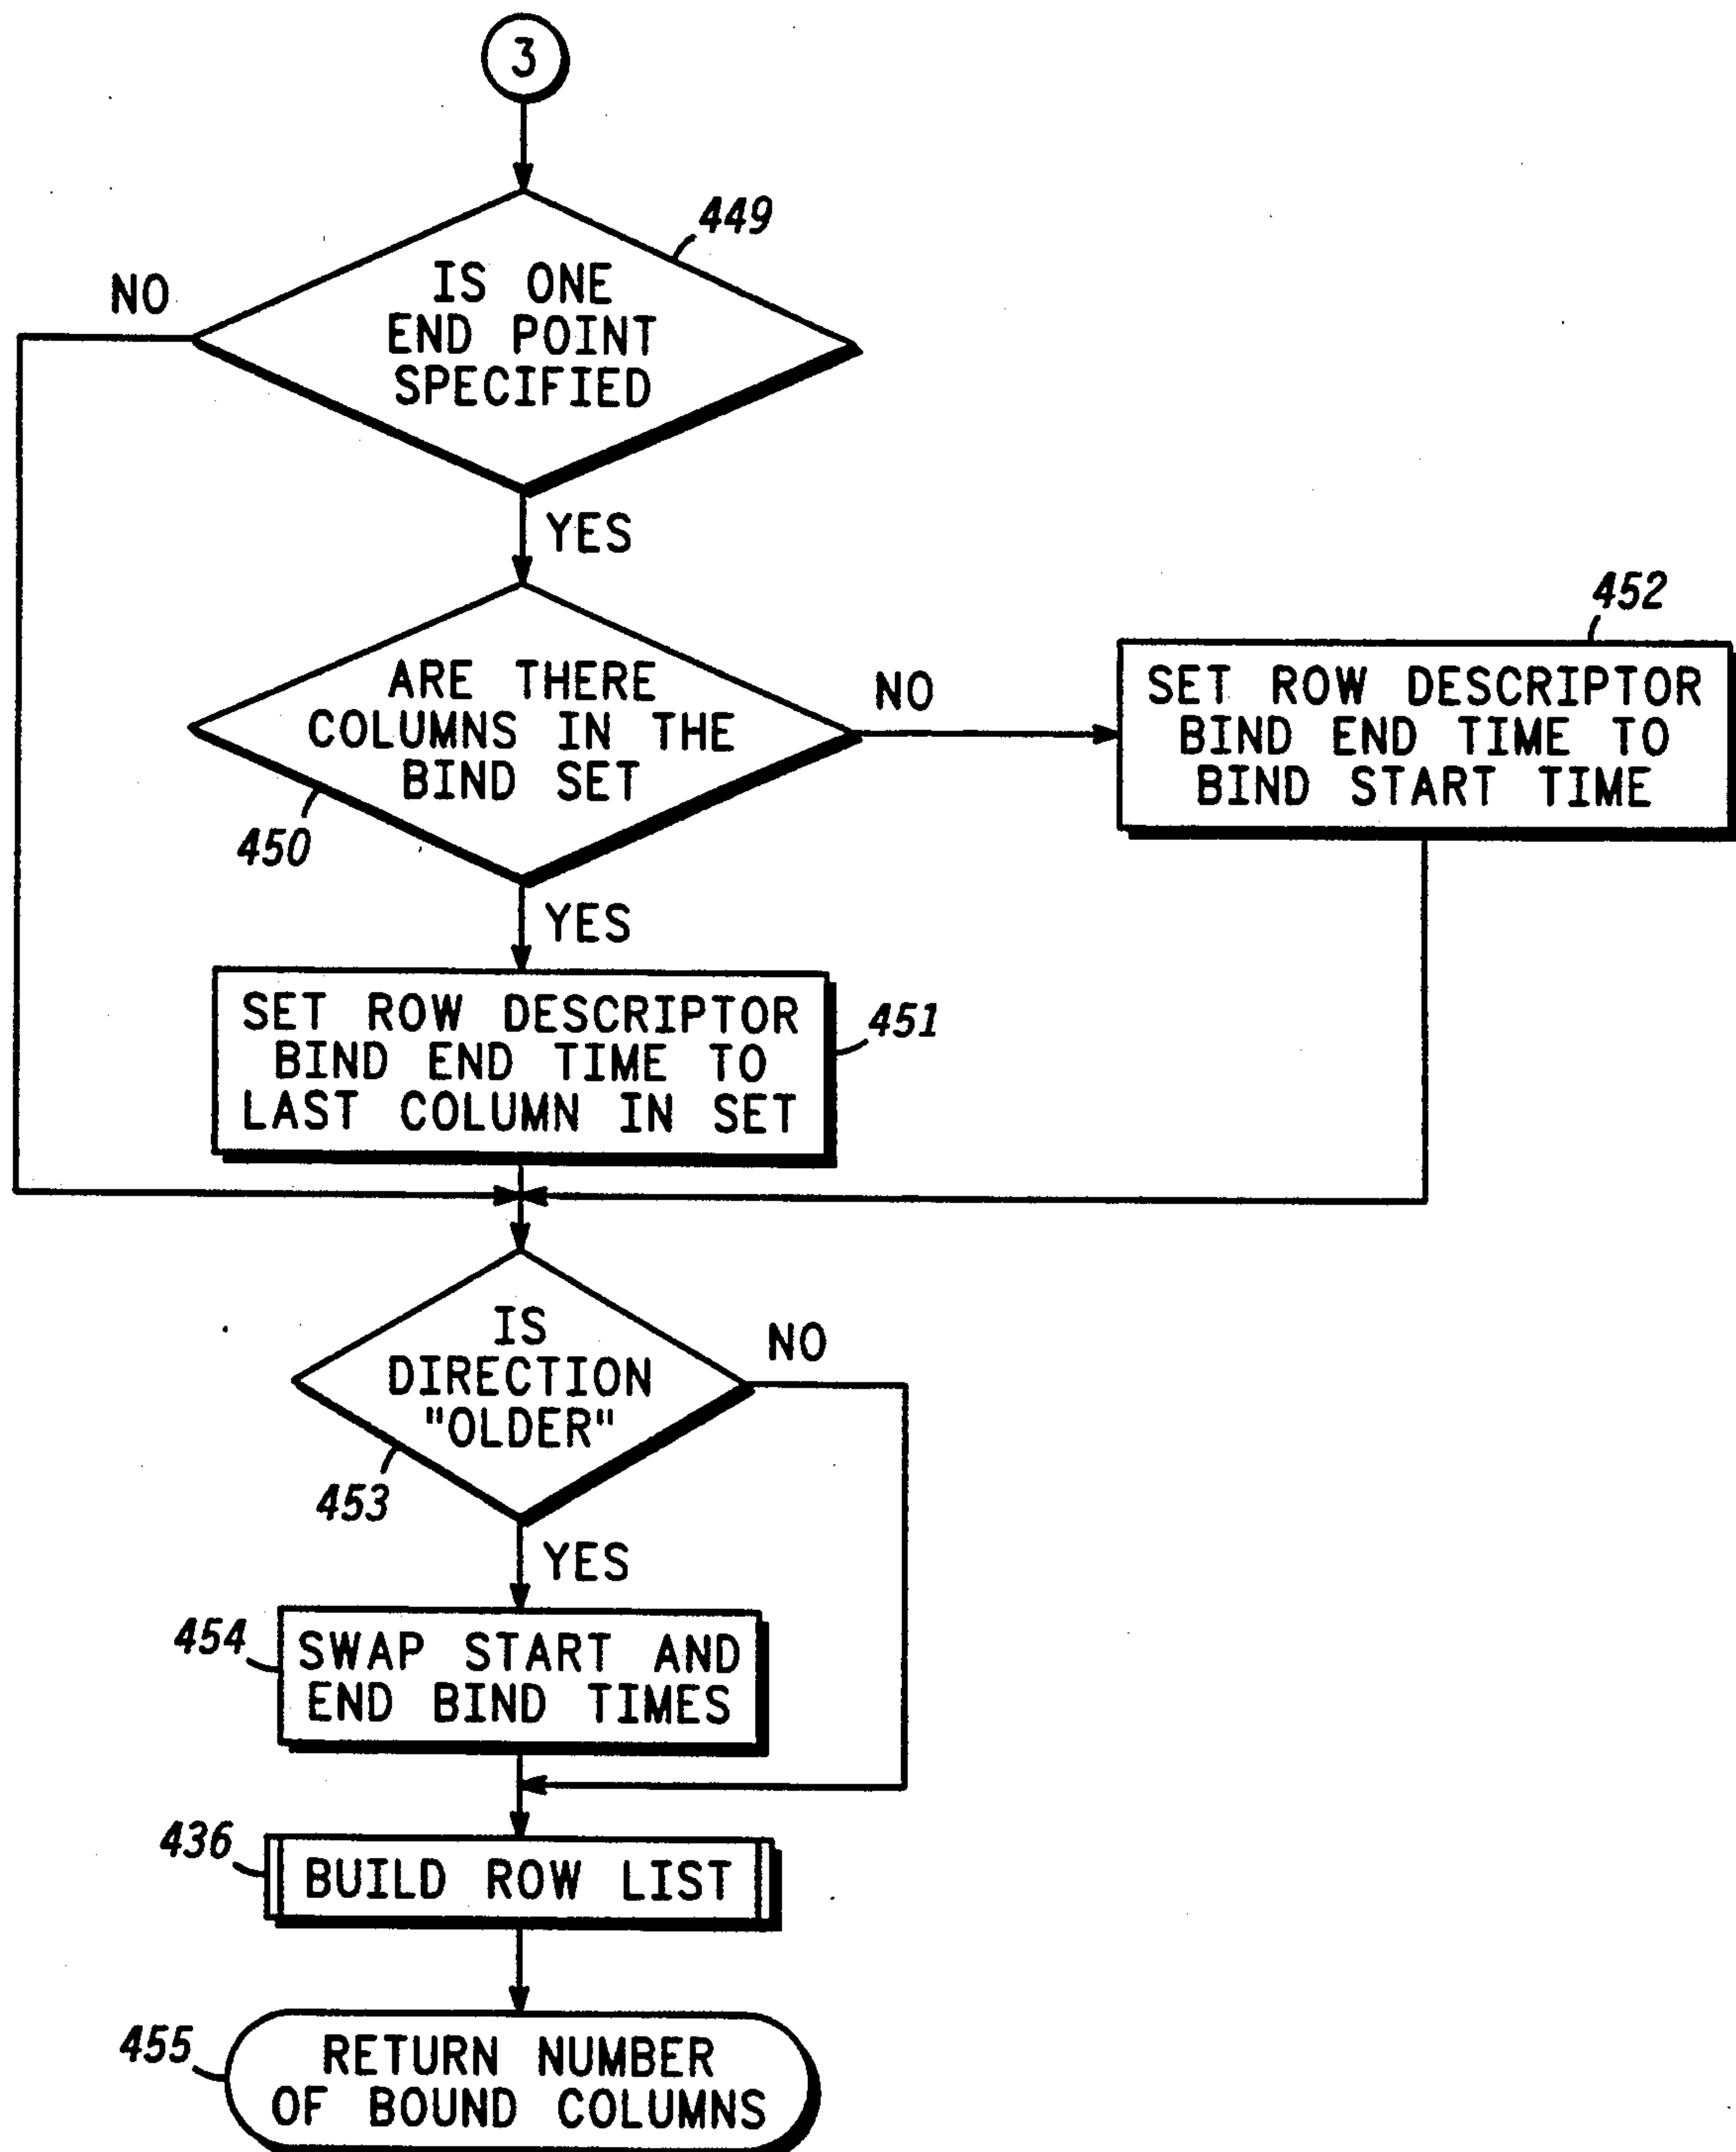 3
449
NO
IS ONE
END POINT
SPECIFIED
YES
452
ARE THERE
COLUMNS IN THE
BIND SET
NO
SET ROW DESCRIPTOR
BIND END TIME TO
BIND START TIME
450
YES
SET ROW DESCRIPTOR
BIND END TIME TO
LAST COLUMN IN SET
451
IS
DIRECTION
"OLDER"
NO
453
YES
454
SWAP START AND
END BIND TIMES
436
BUILD ROW LIST
455
RETURN NUMBER
OF BOUND COLUMNS